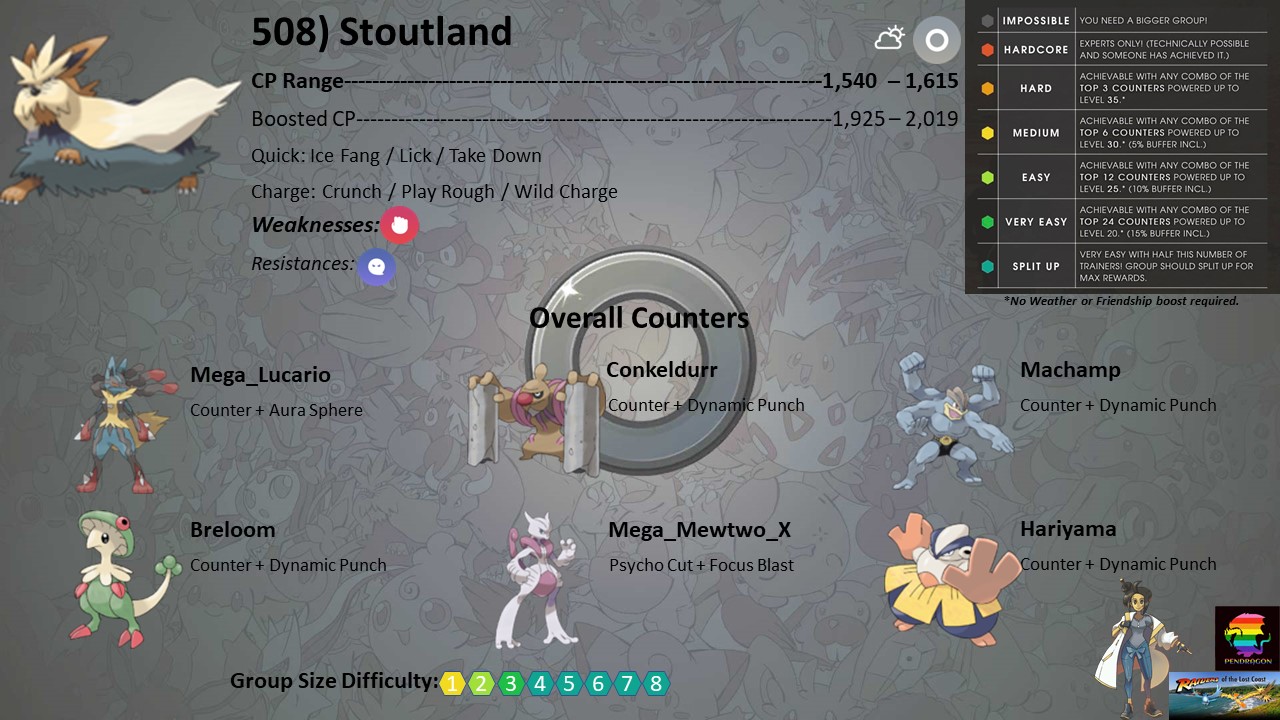 508) Stoutland
CP Range--------------------------------------------------------------------1,540 – 1,615
Boosted CP--------------------------------------------------------------------1,925 – 2,019
Quick: Ice Fang / Lick / Take Down
Charge: Crunch / Play Rough / Wild Charge
Weaknesses:
Resistances:
IMPOSSIBLE
YOU NEED A BIGGER GROUP!
HARDCORE
EXPERTS ONLY! (TECHNICALLY POSSIBLE
AND SOMEONE HAS ACHIEVED IT.)
HARD
ACHIEVABLE WITH ANY COMBO OF THE
TOP 3 COUNTERS POWERED UP TO
LEVEL 35.*
MEDIUM
ACHIEVABLE WITH ANY COMBO OF THE
TOP 6 COUNTERS POWERED UP TO
LEVEL 30.* (5% BUFFER INCL.)
EASY
ACHIEVABLE WITH ANY COMBO OF THE
TOP 12 COUNTERS POWERED UP TO
LEVEL 25.* (10% BUFFER INCL.)
VERY EASY
ACHIEVABLE WITH ANY COMBO OF THE
TOP 24 COUNTERS POWERED UP TO
LEVEL 20.* (15% BUFFER INCL.)
SPLIT UP
VERY EASY WITH HALF THIS NUMBER OF
TRAINERS! GROUP SHOULD SPLIT UP FOR
MAX REWARDS.
*No Weather or Friendship boost required.
Overall Counters
Mega_Lucario
Counter + Aura Sphere
Conkeldurr
Counter + Dynamic Punch
Machamp
Counter + Dynamic Punch
Breloom
Counter + Dynamic Punch
Mega_Mewtwo_X
Psycho Cut + Focus Blast
Hariyama
Counter + Dynamic Punch
Group Size Difficulty: 1 2 3 4 5 6 7 8
PENDRAGON
RAIDERS of the Lost Coast